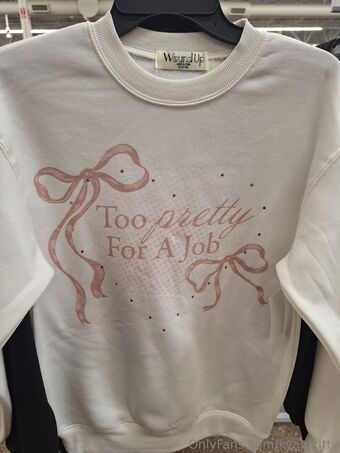 Wound Up
Too pretty
For A Job